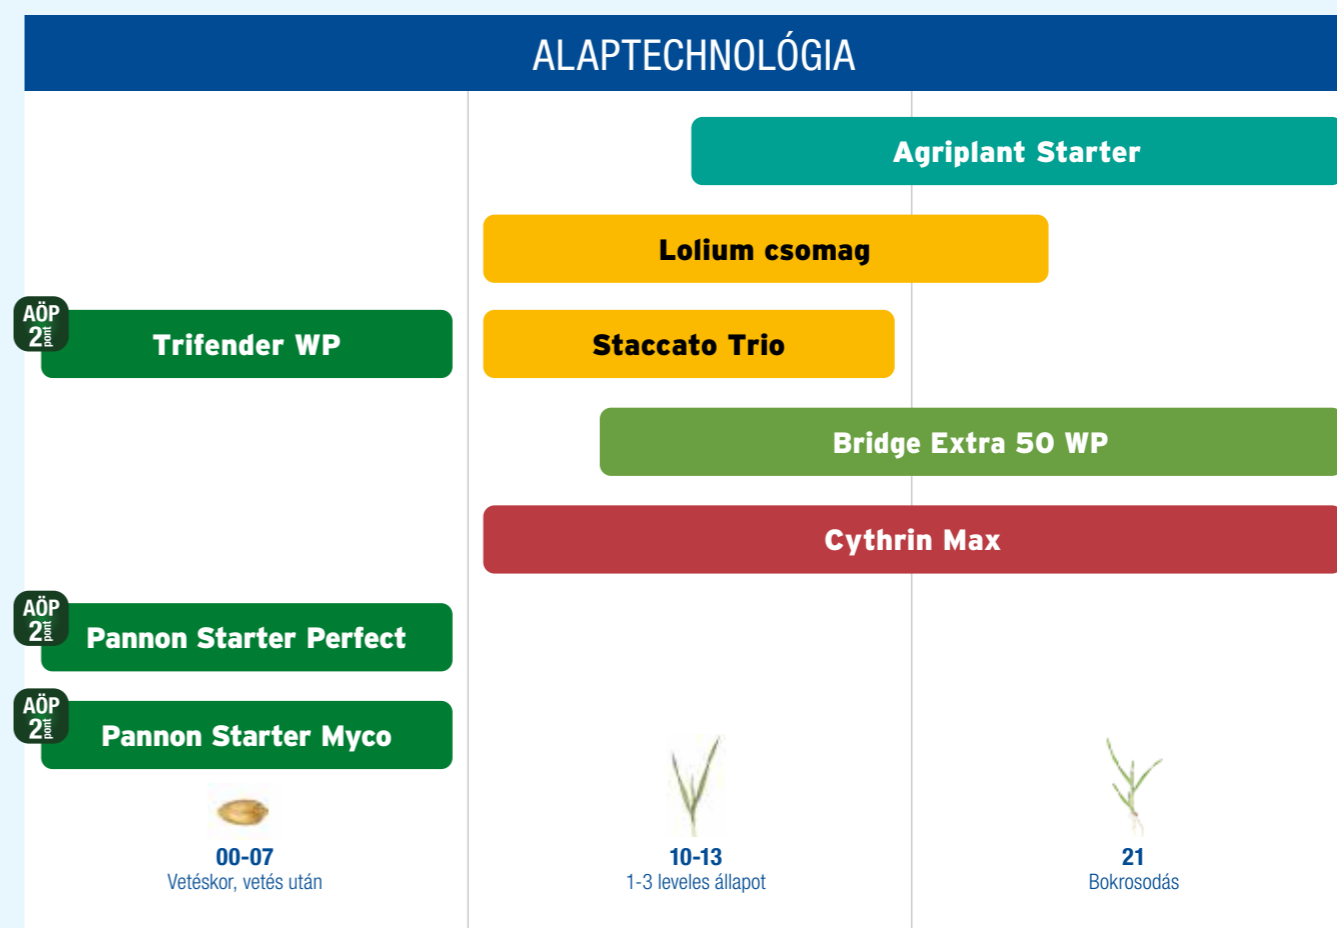 ALAPTECHNOLÓGIA
Agriplant Starter
Lolium csomag
AÖP
2 pont
Trifender WP
Staccato Trio
Bridge Extra 50 WP
Cythrin Max
AÖP
2 pont
Pannon Starter Perfect
AÖP
2 pont
Pannon Starter Myco
00-07
Vetéskor, vetés után
10-13
1-3 leveles állapot
21
Bokrosodás